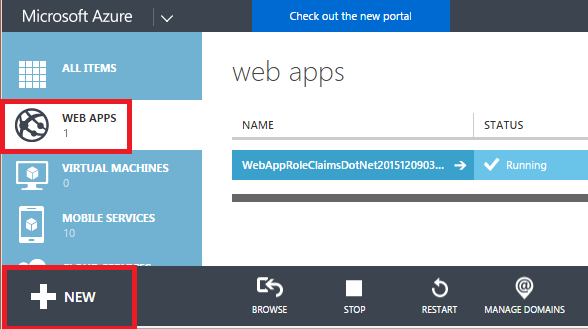 Microsoft Azure
Check out the new portal
ALL ITEMS
WEB APPS
1
VIRTUAL MACHINES
0
MOBILE SERVICES
10
web apps
NAME STATUS
WebAppRoleClaimsDotNet2015120903... Running
NEW
BROWSE STOP RESTART MANAGE DOMAINS